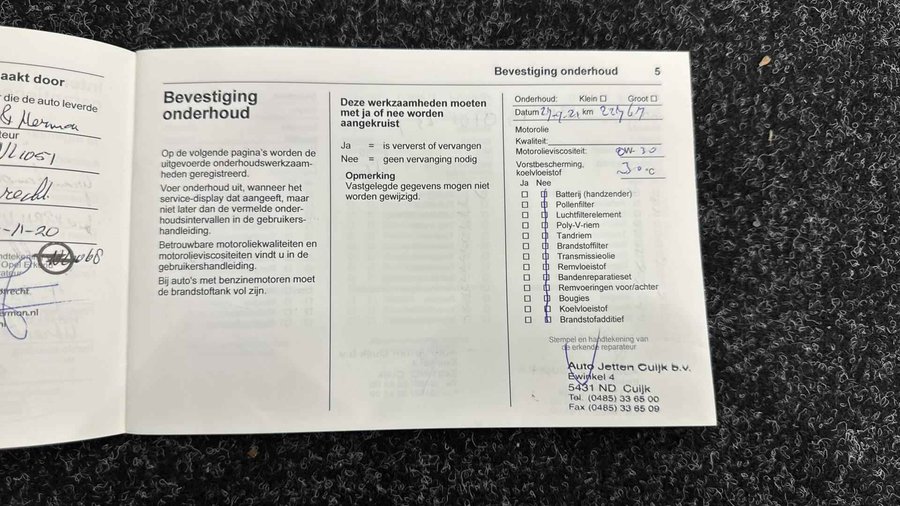 aakt door
die de auto leverde
& Herman
teur
recht
-11-20
Opel Erk
rman.nl
Bevestiging onderhoud 5
Bevestiging
onderhoud
Op de volgende pagina's worden de
uitgevoerde onderhoudswerkzaam-
heden geregistreerd.
Voer onderhoud uit, wanneer het
service-display dat aangeeft, maar
niet later dan de vermelde onder-
houdsintervallen in de gebruikers-
handleiding.
Betrouwbare motoroliekwaliteiten en
motorolieviscositeiten vindt u in de
gebruikershandleiding.
Bij auto's met benzinemotoren moet
de brandstoftank vol zijn.
Deze werkzaamheden moeten
met ja of nee worden
aangekruist
Ja = is ververst of vervangen
Nee = geen vervanging nodig
Opmerking
Vastgelegde gegevens mogen niet
worden gewijzigd.
Onderhoud: Klein Groot
Datum km
Motorolie
Kwaliteit:
Motorolieviscositeit: 0W-30
Vorstbescherming,
koelvloeistof -30 °C
Ja Nee
Batterij (handzender)
Pollenfilter
Luchtfilterelement
Poly-V-riem
Tandriem
Brandstoffilter
Transmissieolie
Remvloeistof
Bandenreparatieset
Remvoeringen voor/achter
Bougies
Koelvloeistof
Brandstofadditief
Stempel en handtekening van
de erkende reparateur
Auto Jetten Cuijk b.v.
Ewinkel 4
5431 ND Cuijk
Tel. (0485) 33 65 00
Fax (0485) 33 65 09